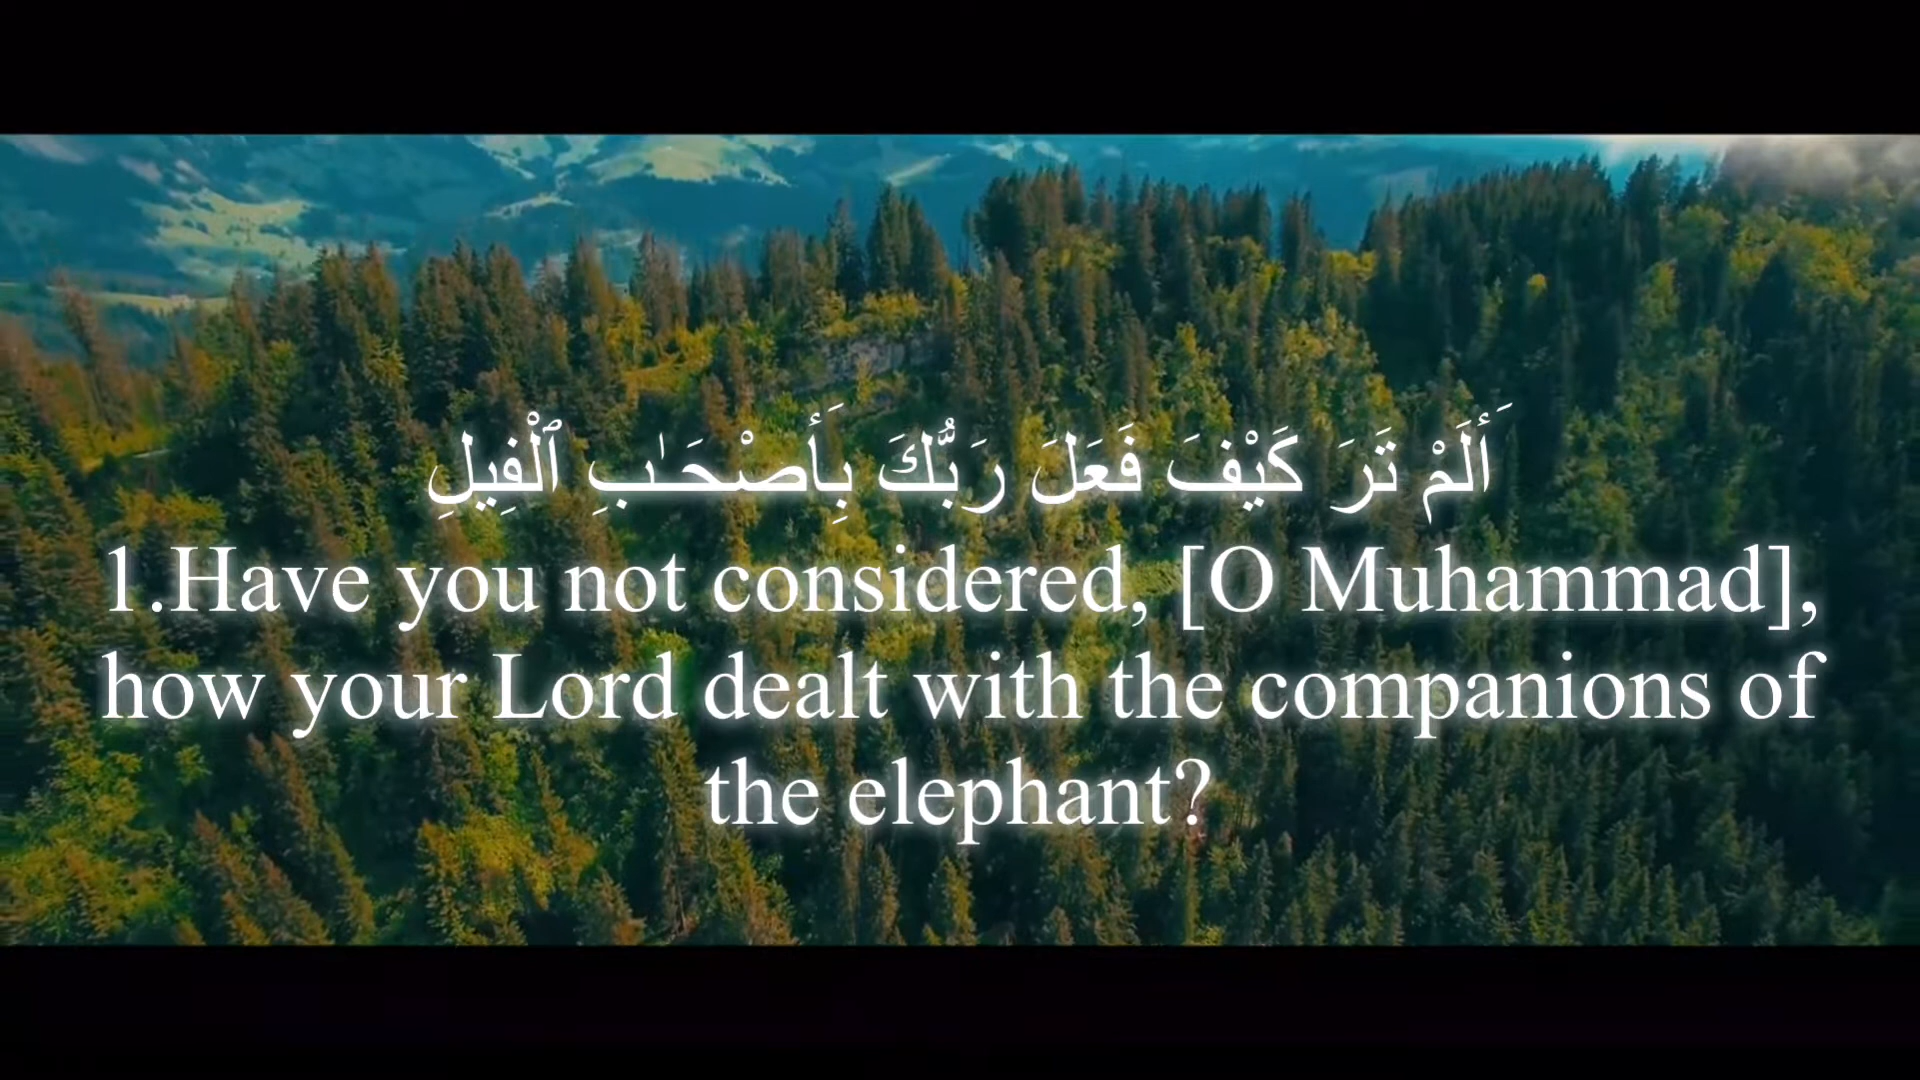 أَلَمْ تَرَ كَيْفَ فَعَلَ رَبُّكَ بِأَصْحَـٰبِ ٱلْفِيلِ
1.Have you not considered, [O Muhammad],
how your Lord dealt with the companions of
the elephant?